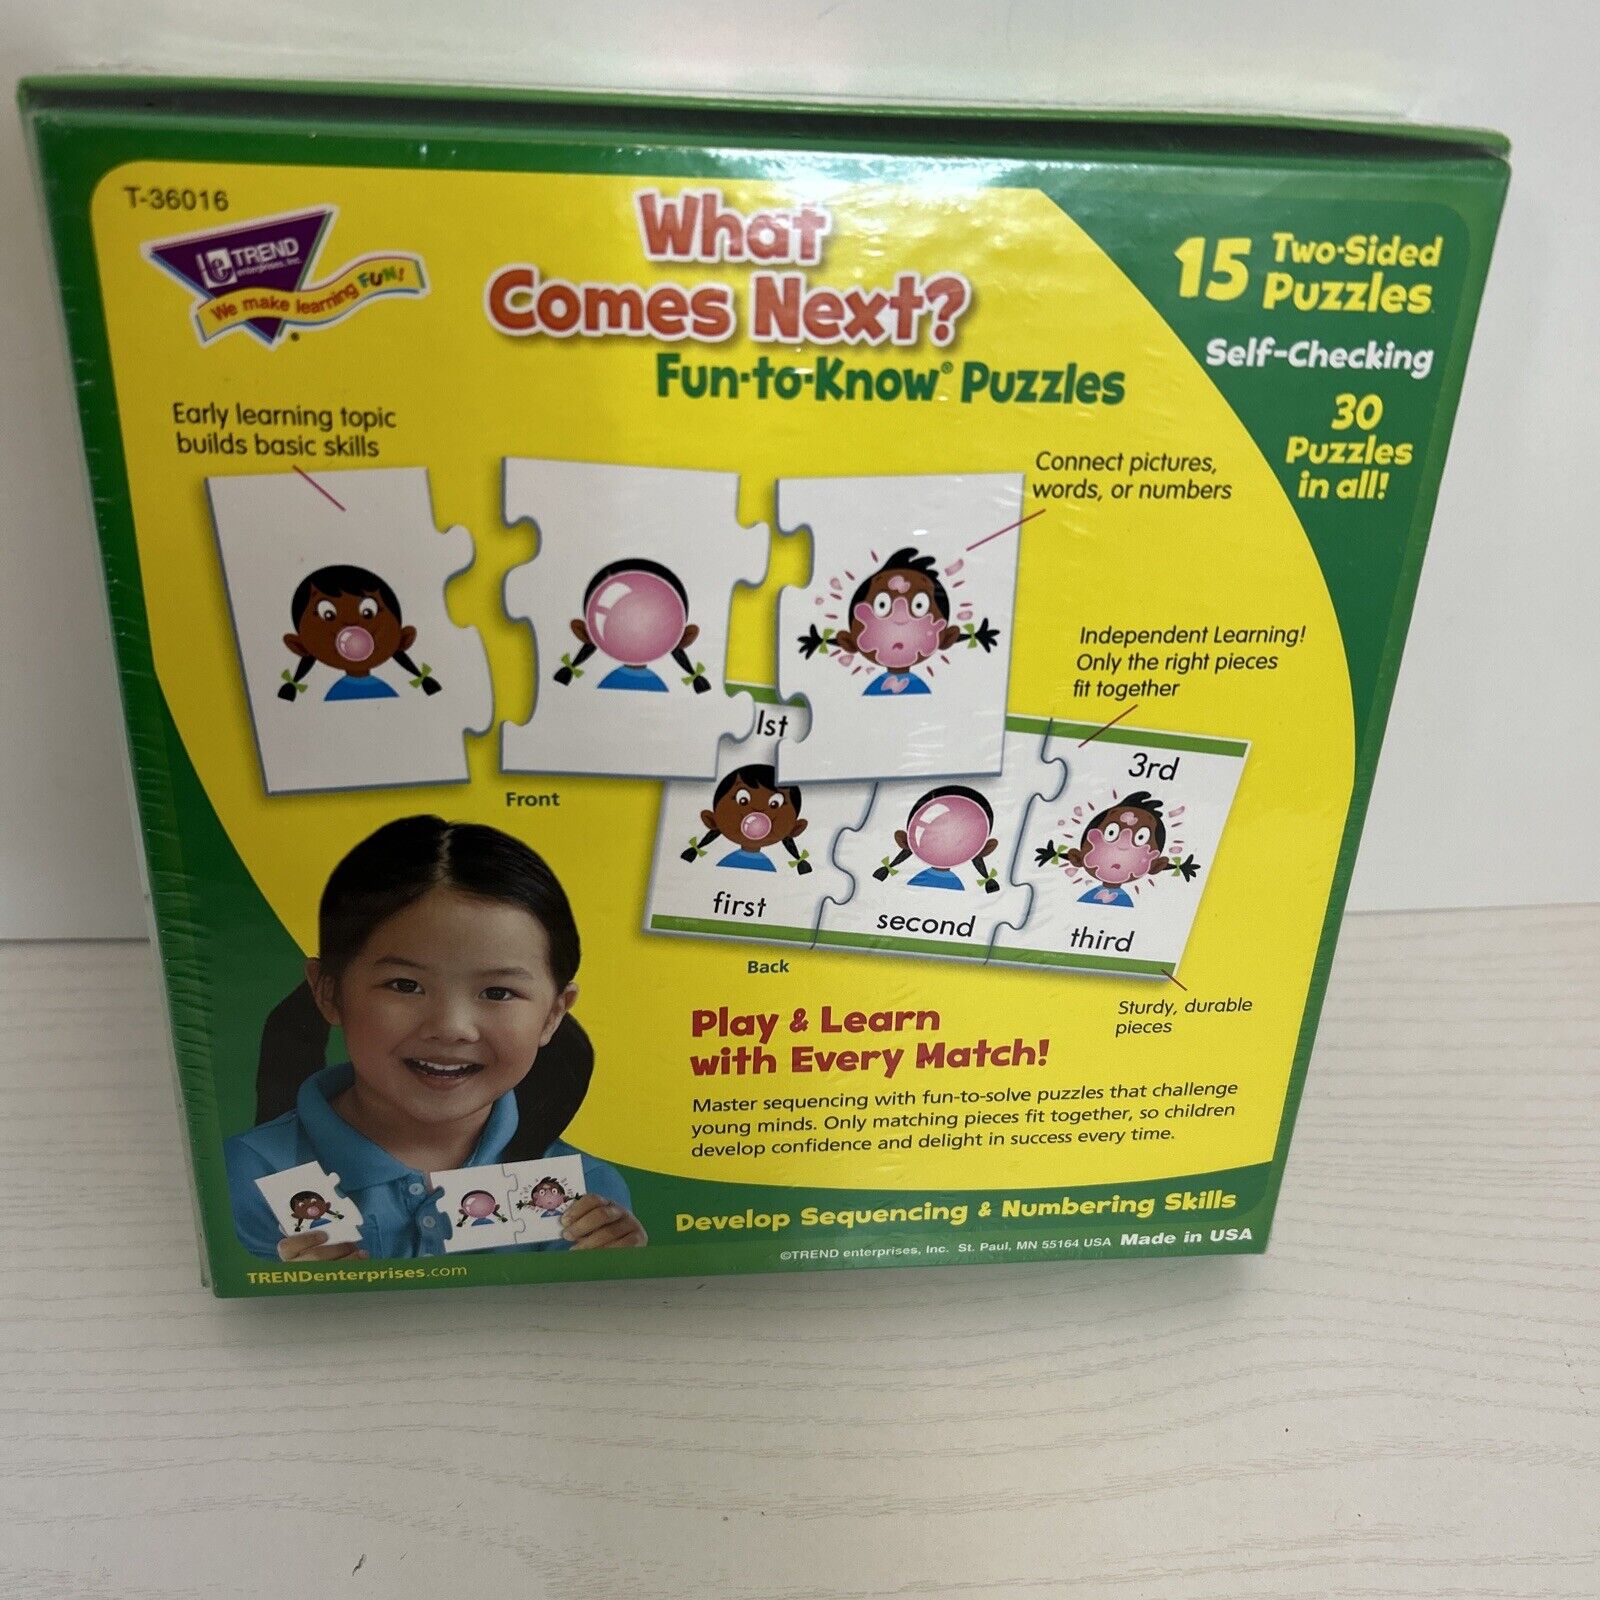 T-36016
TREND
enterprises, inc.
We make learning FUN!
What
Comes Next?
Fun-to-Know® Puzzles
15 Two-Sided
Puzzles
Self-Checking
30
Puzzles
in all!
Early learning topic
builds basic skills
Connect pictures,
words, or numbers
Independent Learning!
Only the right pieces
fit together
Front
1st
3rd
first
second
third
Back
Sturdy, durable
pieces
Play & Learn
with Every Match!
Master sequencing with fun-to-solve puzzles that challenge
young minds. Only matching pieces fit together, so children
develop confidence and delight in success every time.
Develop Sequencing & Numbering Skills
©TREND enterprises, Inc. St. Paul, MN 55164 USA Made in USA
TRENDenterprises.com